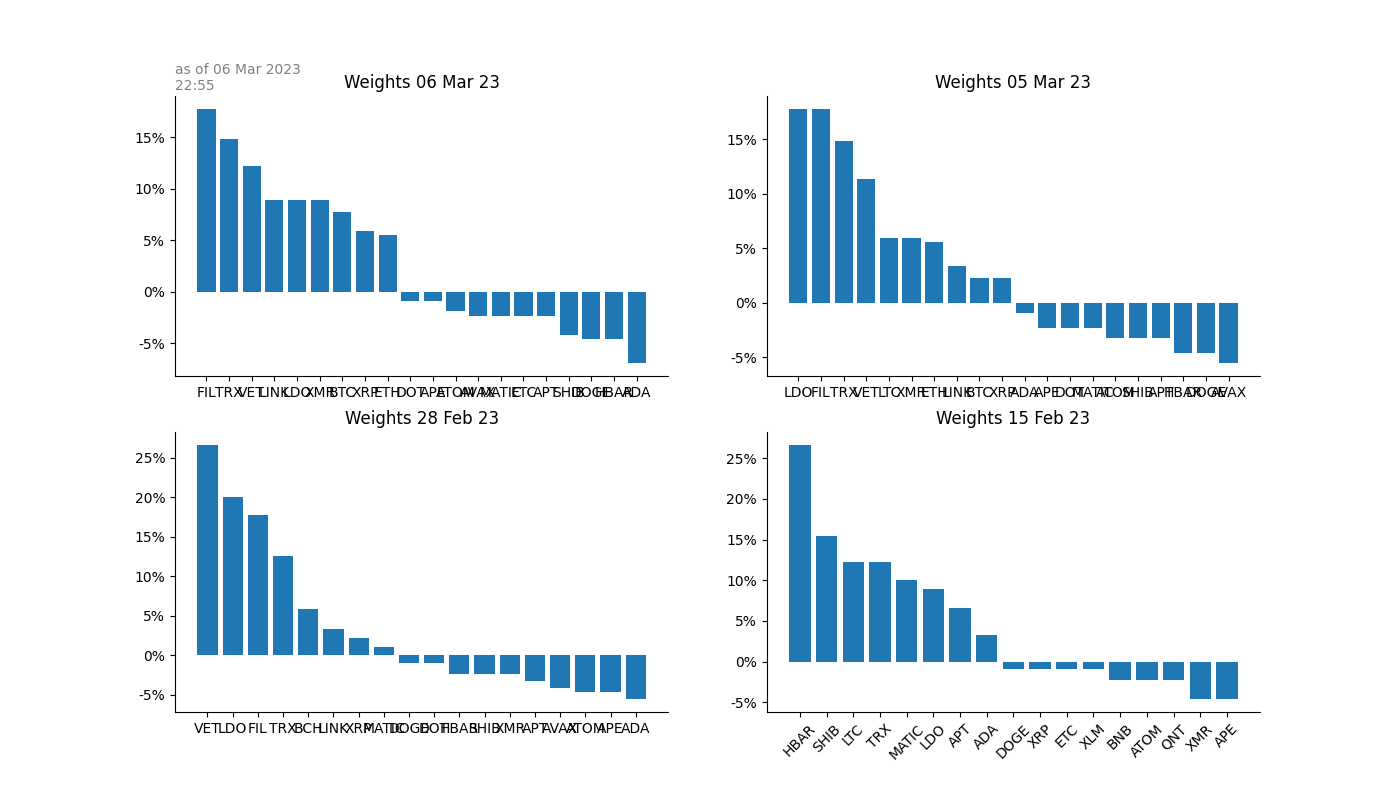 as of 06 Mar 2023
22:55
Weights 06 Mar 23
15%
10%
5%
0%
-5%
FIL TRX VET LINK LDO XMR BTC XRP ETH DOT APE ATOM AVAX MATIC ETC APT SHIB DOGE HBAR ADA
Weights 05 Mar 23
15%
10%
5%
0%
-5%
LDO FIL TRX VET LTC XMR ETH LINK BTC XRP ADA APE DOT MATIC ATOM SHIB APT HBAR DOGE AVAX
Weights 28 Feb 23
25%
20%
15%
10%
5%
0%
-5%
VET LDO FIL TRX BCH LINK XRP MATIC DOGE DOT HBAR SHIB XMR APT AVAX ATOM APE ADA
Weights 15 Feb 23
25%
20%
15%
10%
5%
0%
-5%
HBAR SHIB LTC TRX MATIC LDO APT ADA DOGE XRP ETC XLM BNB ATOM QNT XMR APE